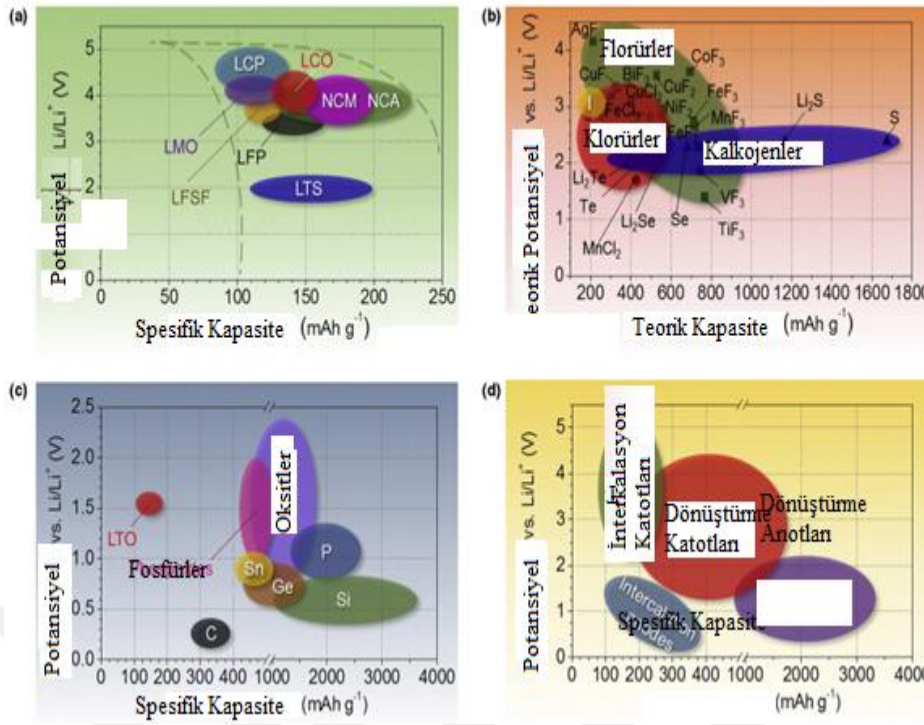 (a)
Potansiyel Li/Li⁺ (V)
5
4
3
2
1
0
LCP
LCO
NCM
NCA
LMO
LFP
LFSF
LTS
0 50 100 150 200 250
Spesifik Kapasite (mAh g⁻¹)
(b)
eorik Potansiyel vs. Li/Li⁺ (V)
5
4
3
2
1
0
AgF
Florürler
CoF₃
CuF
BiF₃
CuF₂
FeF₃
Li₂S
S
I
CuCl
NiF₂
FeCl₂
MnF₃
FeF₂
Klorürler
Kalkojenler
Li₂Te
Te
Li₂Se
Se
VF₃
TiF₃
MnCl₂
200 400 600 800 1000 1200 1400 1600 1800
Teorik Kapasite (mAh g⁻¹)
(c)
Potansiyel vs. Li/Li⁺ (V)
2.5
2.0
1.5
1.0
0.5
0.0
LTO
Oksitler
Fosfürler
P
Sn
Ge
Si
C
0 100 200 300 400 1000 2000 3000 4000
Spesifik Kapasite (mAh g⁻¹)
(d)
Potansiyel vs. Li/Li⁺ (V)
5
4
3
2
1
0
İnterkalasyon
Katotları
Dönüştürme
Katotları
Dönüştürme
Anotları
Intercalation
odes
Spesifik Kapasite
0 100 200 300 400 2000 3000 4000
(mAh g⁻¹)